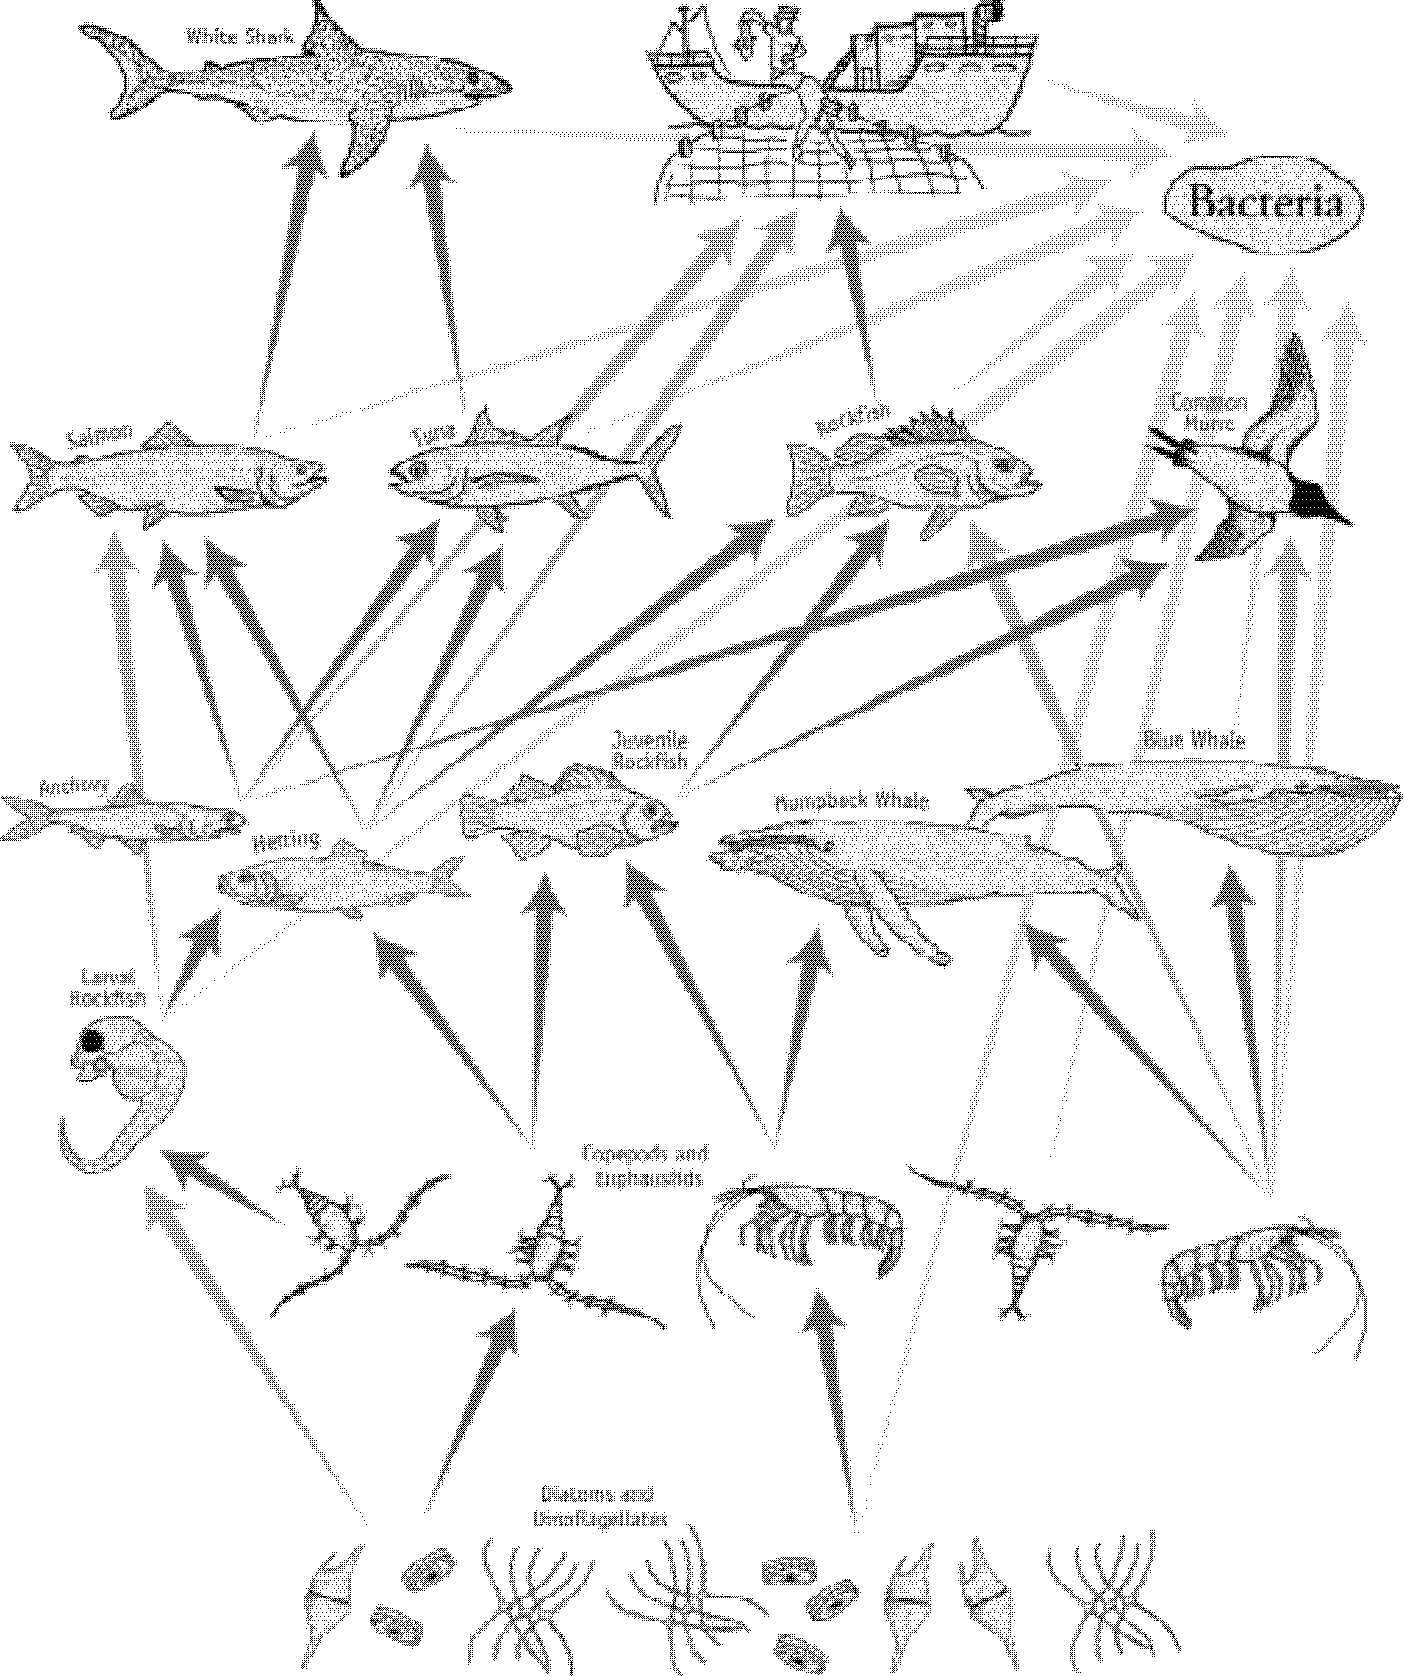 White Shark
Bacteria
Salmon
Tuna
Rockfish
Common
Murre
Anchovy
Herring
Juvenile
Rockfish
Humpback Whale
Blue Whale
Larval
Rockfish
Copepods and
Euphausiids
Diatoms and
Dinoflagellates